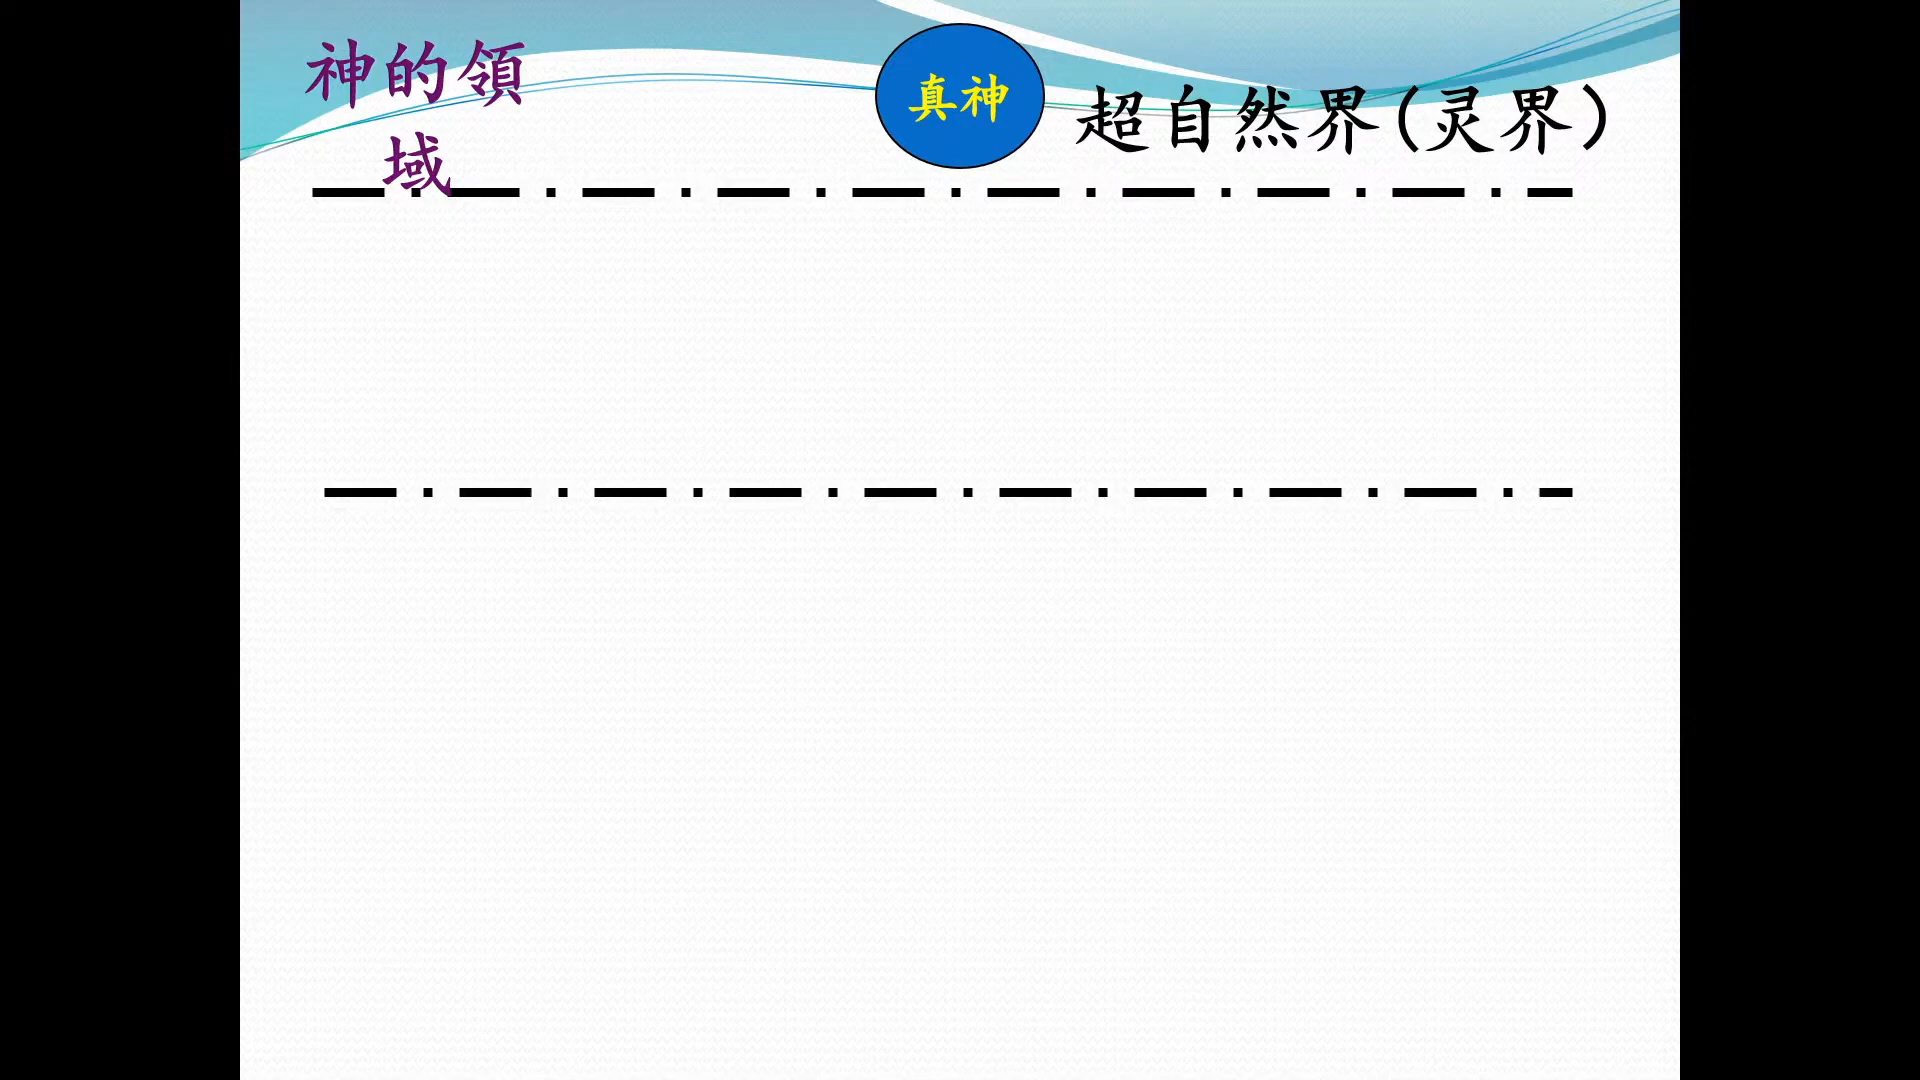 神的領
域
真神
超自然界(灵界)